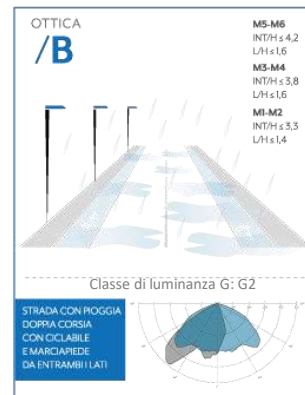 OTTICA
/B
M5-M6
INT/H ≤ 4,2
L/H ≤ 1,6
M3-M4
INT/H ≤ 3,8
L/H ≤ 1,6
M1-M2
INT/H ≤ 3,3
L/H ≤ 1,4
Classe di luminanza G: G2
STRADA CON PIOGGIA
DOPPIA CORSIA
CON CICLABILE
E MARCIAPIEDE
DA ENTRAMBI I LATI